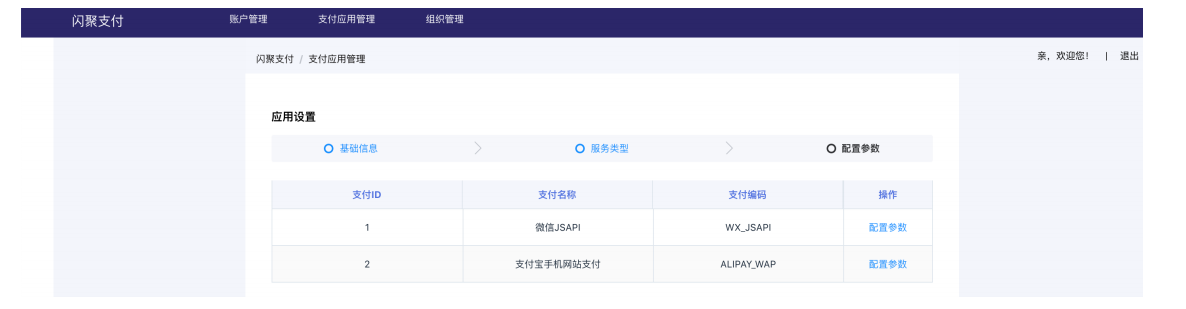 闪聚支付 账户管理 支付应用管理 组织管理
闪聚支付 / 支付应用管理 亲，欢迎您! | 退出
应用设置
基础信息 服务类型 配置参数
支付ID 支付名称 支付编码 操作
1 微信JSAPI WX_JSAPI 配置参数
2 支付宝手机网站支付 ALIPAY_WAP 配置参数